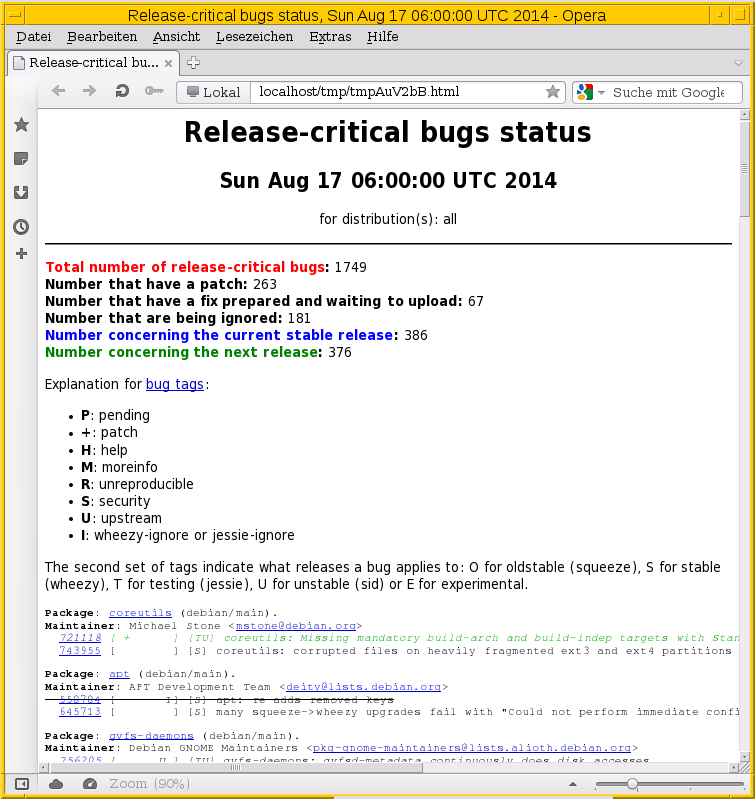 Release-critical bugs status, Sun Aug 17 06:00:00 UTC 2014 - Opera
Datei Bearbeiten Ansicht Lesezeichen Extras Hilfe
Release-critical bu...
Lokal localhost/tmp/tmpAuV2bB.html Suche mit Google
Release-critical bugs status
Sun Aug 17 06:00:00 UTC 2014
for distribution(s): all
Total number of release-critical bugs: 1749
Number that have a patch: 263
Number that have a fix prepared and waiting to upload: 67
Number that are being ignored: 181
Number concerning the current stable release: 386
Number concerning the next release: 376
Explanation for bug tags:
• P: pending
• +: patch
• H: help
• M: moreinfo
• R: unreproducible
• S: security
• U: upstream
• I: wheezy-ignore or jessie-ignore
The second set of tags indicate what releases a bug applies to: O for oldstable (squeeze), S for stable
(wheezy), T for testing (jessie), U for unstable (sid) or E for experimental.
Package: coreutils (debian/main).
Maintainer: Michael Stone <mstone@debian.org>
721118 [ + ] [TU] coreutils: Missing mandatory build-arch and build-indep targets with Stan
743955 [ ] [S] coreutils: corrupted files on heavily fragmented ext3 and ext4 partitions
Package: apt (debian/main).
Maintainer: APT Development Team <deity@lists.debian.org>
558784 [ I] [S] apt: re adds removed keys
645713 [ ] [S] many squeeze->wheezy upgrades fail with "Could not perform immediate confi
Package: gvfs-daemons (debian/main).
Maintainer: Debian GNOME Maintainers <pkg-gnome-maintainers@lists.alioth.debian.org>
756205 [ U ] [TU] gvfs-daemons: gvfsd-metadata continuously does disk accesses
Zoom (90%)